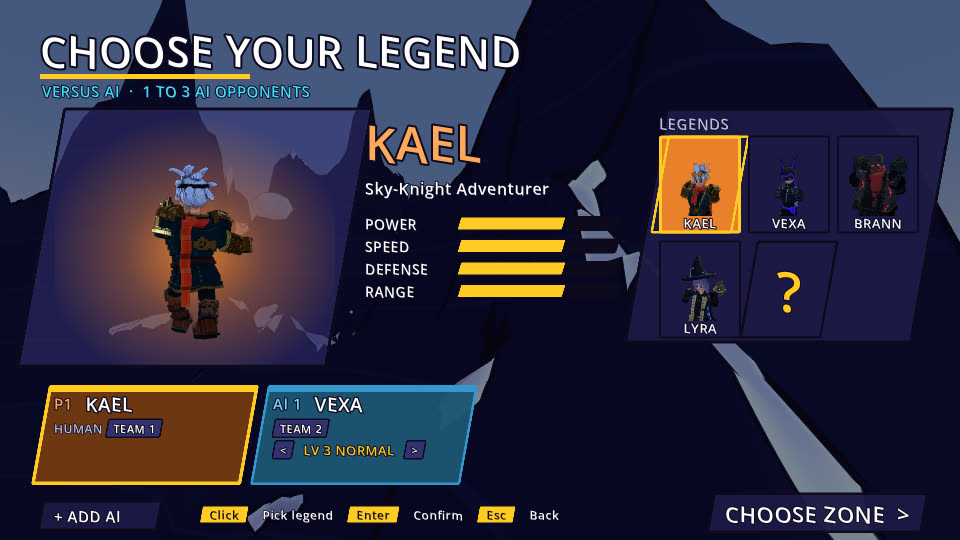 CHOOSE YOUR LEGEND
VERSUS AI · 1 TO 3 AI OPPONENTS
KAEL
Sky-Knight Adventurer
POWER
SPEED
DEFENSE
RANGE
LEGENDS
KAEL
VEXA
BRANN
LYRA
?
P1 KAEL
HUMAN TEAM 1
AI 1 VEXA
TEAM 2
< LV 3 NORMAL >
+ ADD AI
Click Pick legend Enter Confirm Esc Back
CHOOSE ZONE >